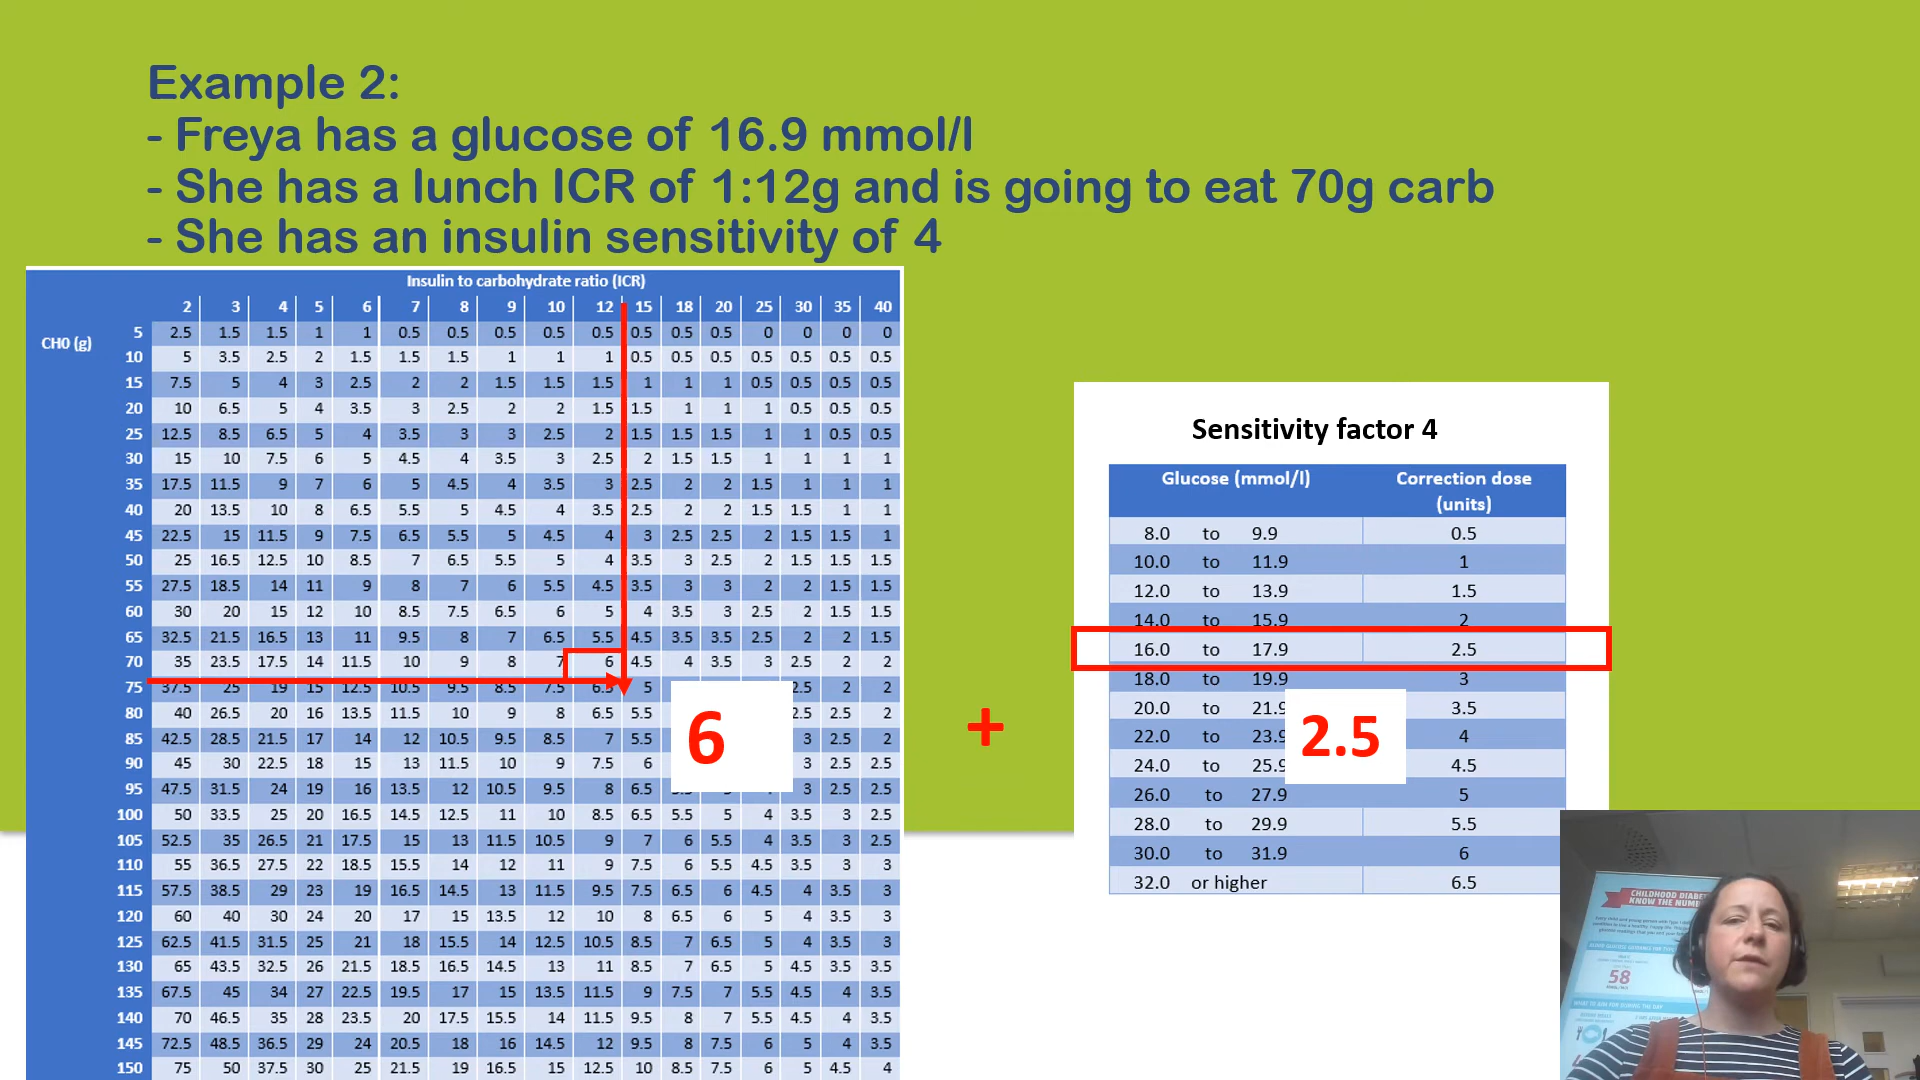 Example 2:
- Freya has a glucose of 16.9 mmol/l
- She has a lunch ICR of 1:12g and is going to eat 70g carb
- She has an insulin sensitivity of 4
Insulin to carbohydrate ratio (ICR)
2 3 4 5 6 7 8 9 10 12 15 18 20 25 30 35 40
CH0 (g)
5 2.5 1.5 1.5 1 1 0.5 0.5 0.5 0.5 0.5 0.5 0.5 0.5 0 0 0 0
10 5 3.5 2.5 2 1.5 1.5 1.5 1 1 1 0.5 0.5 0.5 0.5 0.5 0.5 0.5
15 7.5 5 4 3 2.5 2 2 1.5 1.5 1.5 1 1 1 0.5 0.5 0.5 0.5
20 10 6.5 5 4 3.5 3 2.5 2 2 1.5 1.5 1 1 1 0.5 0.5 0.5
25 12.5 8.5 6.5 5 4 3.5 3 3 2.5 2 1.5 1.5 1.5 1 1 0.5 0.5
30 15 10 7.5 6 5 4.5 4 3.5 3 2.5 2 1.5 1.5 1 1 1 1
35 17.5 11.5 9 7 6 5 4.5 4 3.5 3 2.5 2 2 1.5 1 1 1
40 20 13.5 10 8 6.5 5.5 5 4.5 4 3.5 2.5 2 2 1.5 1.5 1 1
45 22.5 15 11.5 9 7.5 6.5 5.5 5 4.5 4 3 2.5 2.5 2 1.5 1.5 1
50 25 16.5 12.5 10 8.5 7 6.5 5.5 5 4 3.5 3 2.5 2 1.5 1.5 1.5
55 27.5 18.5 14 11 9 8 7 6 5.5 4.5 3.5 3 3 2 2 1.5 1.5
60 30 20 15 12 10 8.5 7.5 6.5 6 5 4 3.5 3 2.5 2 1.5 1.5
65 32.5 21.5 16.5 13 11 9.5 8 7 6.5 5.5 4.5 3.5 3.5 2.5 2 2 1.5
70 35 23.5 17.5 14 11.5 10 9 8 7 6 4.5 4 3.5 3 2.5 2 2
75 37.5 25 19 15 12.5 10.5 9.5 8.5 7.5 6.5 5 2.5 2 2
80 40 26.5 20 16 13.5 11.5 10 9 8 6.5 5.5 2.5 2.5 2
85 42.5 28.5 21.5 17 14 12 10.5 9.5 8.5 7 5.5 3 2.5 2
90 45 30 22.5 18 15 13 11.5 10 9 7.5 6 3 2.5 2.5
95 47.5 31.5 24 19 16 13.5 12 10.5 9.5 8 6.5 3 2.5 2.5
100 50 33.5 25 20 16.5 14.5 12.5 11 10 8.5 6.5 5.5 5 4 3.5 3 2.5
105 52.5 35 26.5 21 17.5 15 13 11.5 10.5 9 7 6 5.5 4 3.5 3 2.5
110 55 36.5 27.5 22 18.5 15.5 14 12 11 9 7.5 6 5.5 4.5 3.5 3 3
115 57.5 38.5 29 23 19 16.5 14.5 13 11.5 9.5 7.5 6.5 6 4.5 4 3.5 3
120 60 40 30 24 20 17 15 13.5 12 10 8 6.5 6 5 4 3.5 3
125 62.5 41.5 31.5 25 21 18 15.5 14 12.5 10.5 8.5 7 6.5 5 4 3.5 3
130 65 43.5 32.5 26 21.5 18.5 16.5 14.5 13 11 8.5 7 6.5 5 4.5 3.5 3.5
135 67.5 45 34 27 22.5 19.5 17 15 13.5 11.5 9 7.5 7 5.5 4.5 4 3.5
140 70 46.5 35 28 23.5 20 17.5 15.5 14 11.5 9.5 8 7 5.5 4.5 4 3.5
145 72.5 48.5 36.5 29 24 20.5 18 16 14.5 12 9.5 8 7.5 6 5 4 3.5
150 75 50 37.5 30 25 21.5 19 16.5 15 12.5 10 8.5 7.5 6 5 4.5 4
6
+
Sensitivity factor 4
Glucose (mmol/l) Correction dose
(units)
8.0 to 9.9 0.5
10.0 to 11.9 1
12.0 to 13.9 1.5
14.0 to 15.9 2
16.0 to 17.9 2.5
18.0 to 19.9 3
20.0 to 21.9 3.5
22.0 to 23.9 4
24.0 to 25.9 4.5
26.0 to 27.9 5
28.0 to 29.9 5.5
30.0 to 31.9 6
32.0 or higher 6.5
2.5
CHILDHOOD
KNOW THE
58